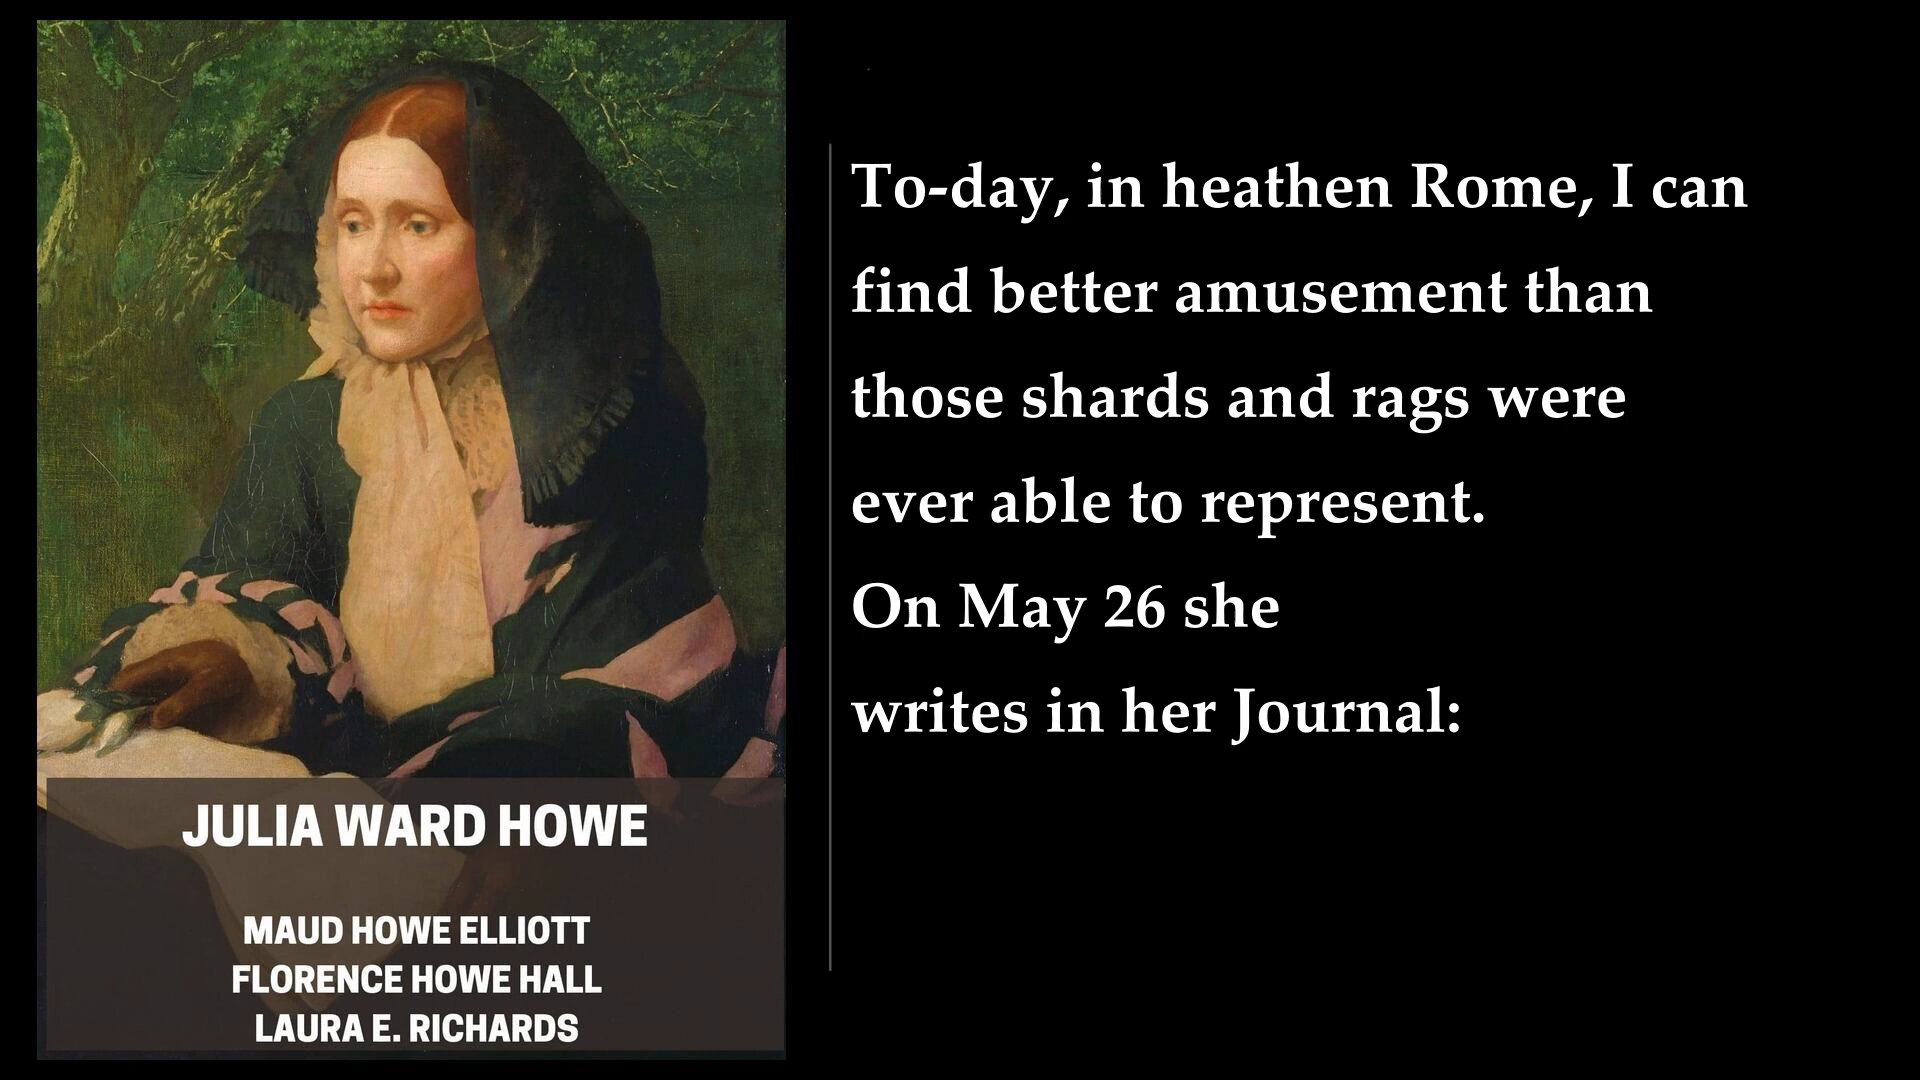 To-day, in heathen Rome, I can
find better amusement than
those shards and rags were
ever able to represent.
On May 26 she
writes in her Journal:
JULIA WARD HOWE
MAUD HOWE ELLIOTT
FLORENCE HOWE HALL
LAURA E. RICHARDS